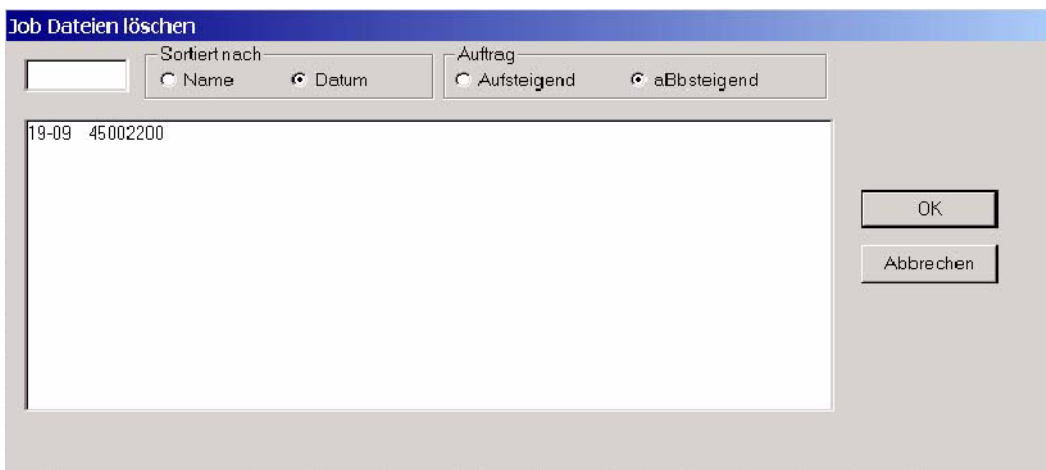 Job Dateien löschen
Sortiert nach
Auftrag
Name
Datum
Aufsteigend
aBbsteigend
19-09 45002200
OK
Abbrechen